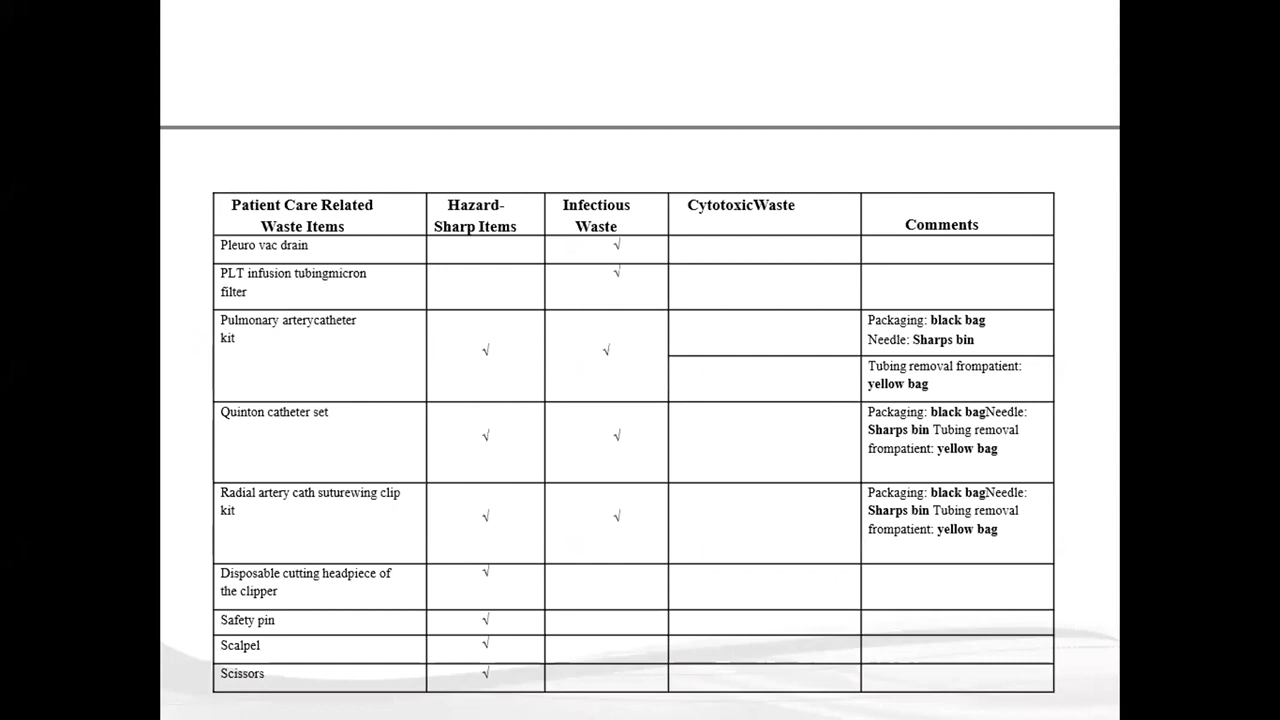 Patient Care Related
Waste Items
Hazard-
Sharp Items
Infectious
Waste
CytotoxicWaste
Comments
Pleuro vac drain
√
PLT infusion tubingmicron
filter
√
Pulmonary arterycatheter
kit
√
√
Packaging: black bag
Needle: Sharps bin
Tubing removal frompatient:
yellow bag
Quinton catheter set
√
√
Packaging: black bagNeedle:
Sharps bin Tubing removal
frompatient: yellow bag
Radial artery cath suturewing clip
kit
√
√
Packaging: black bagNeedle:
Sharps bin Tubing removal
frompatient: yellow bag
Disposable cutting headpiece of
the clipper
√
Safety pin
√
Scalpel
√
Scissors
√